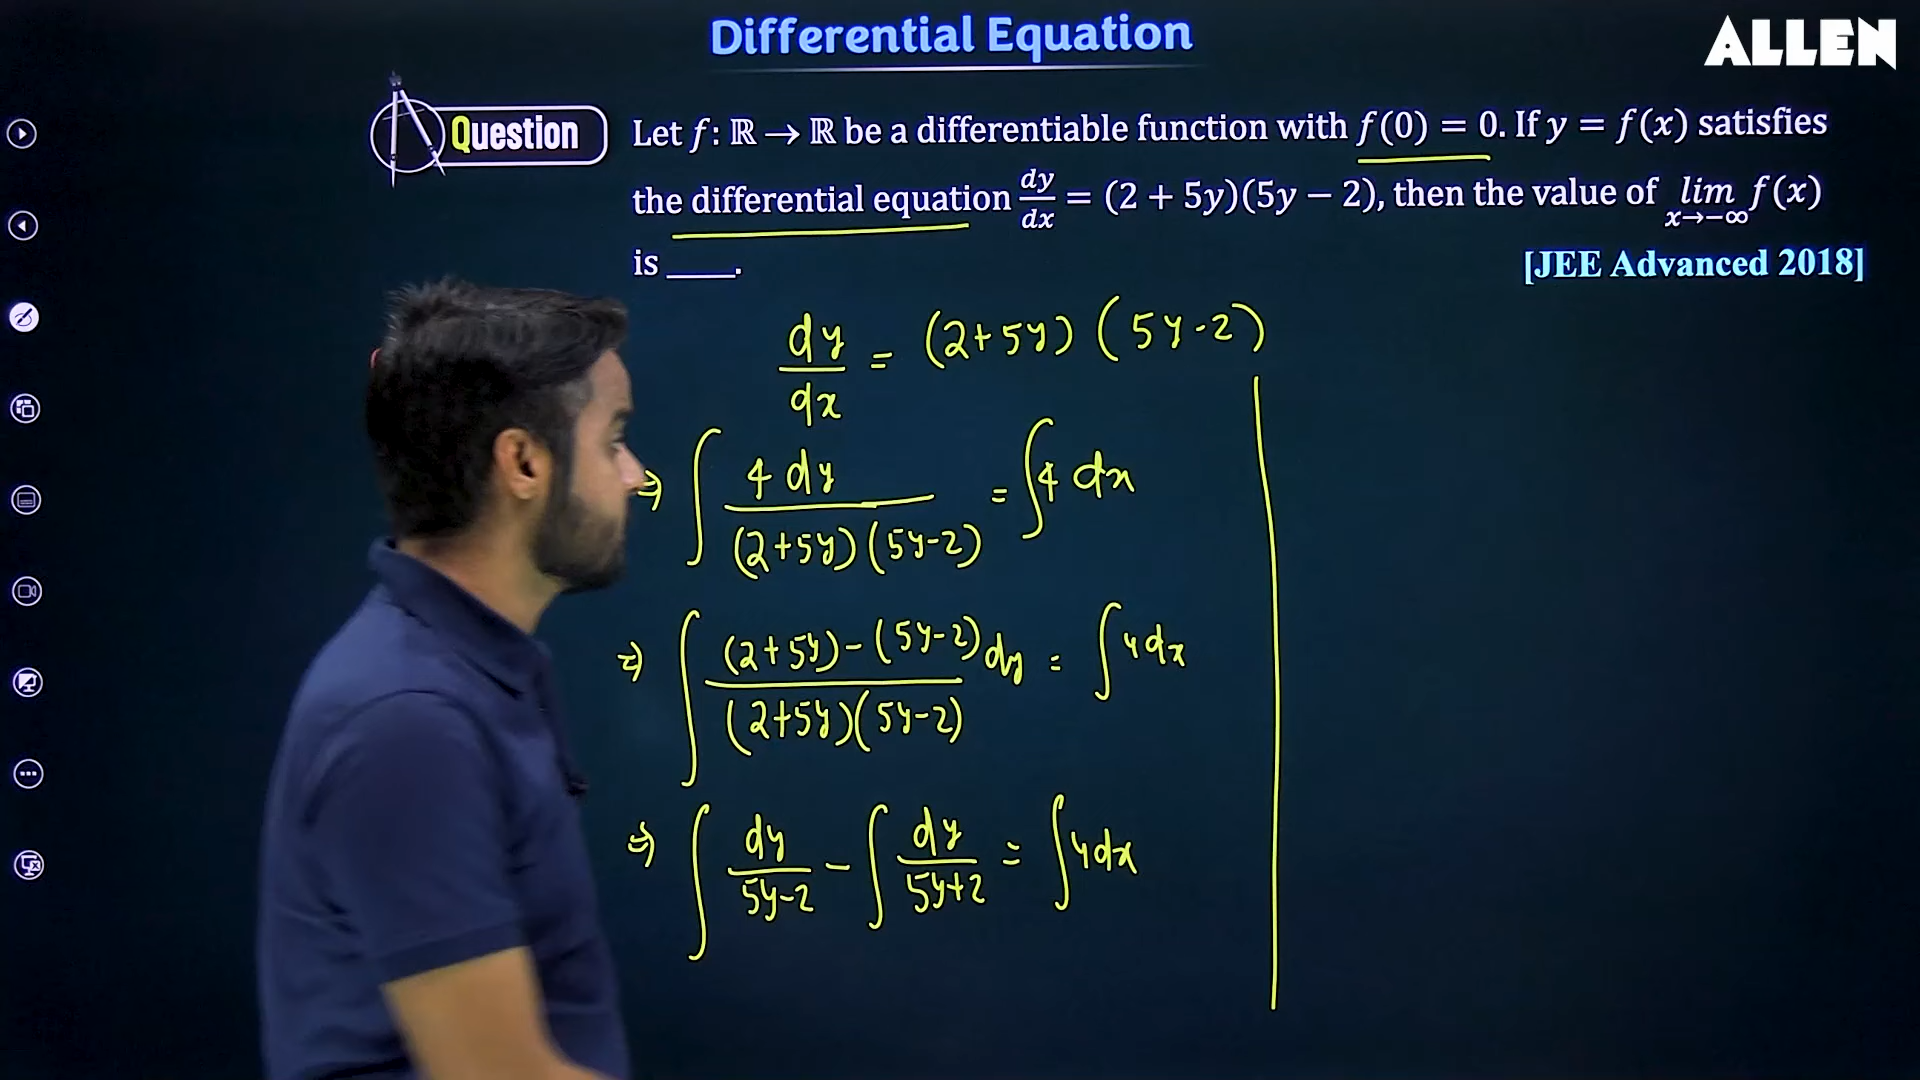 Differential Equation
ALLEN
Question
Let f: ℝ → ℝ be a differentiable function with f(0) = 0. If y = f(x) satisfies
the differential equation dy/dx = (2 + 5y)(5y − 2), then the value of lim x→−∞ f(x)
is ____.
[JEE Advanced 2018]
dy/dx = (2+5y) (5y-2)
⇒ ∫ 4 dy / (2+5y)(5y-2) = ∫ 4 dx
⇒ ∫ (2+5y)-(5y-2) / (2+5y)(5y-2) dy = ∫ 4dx
⇒ ∫ dy/5y-2 - ∫ dy/5y+2 = ∫ 4dx